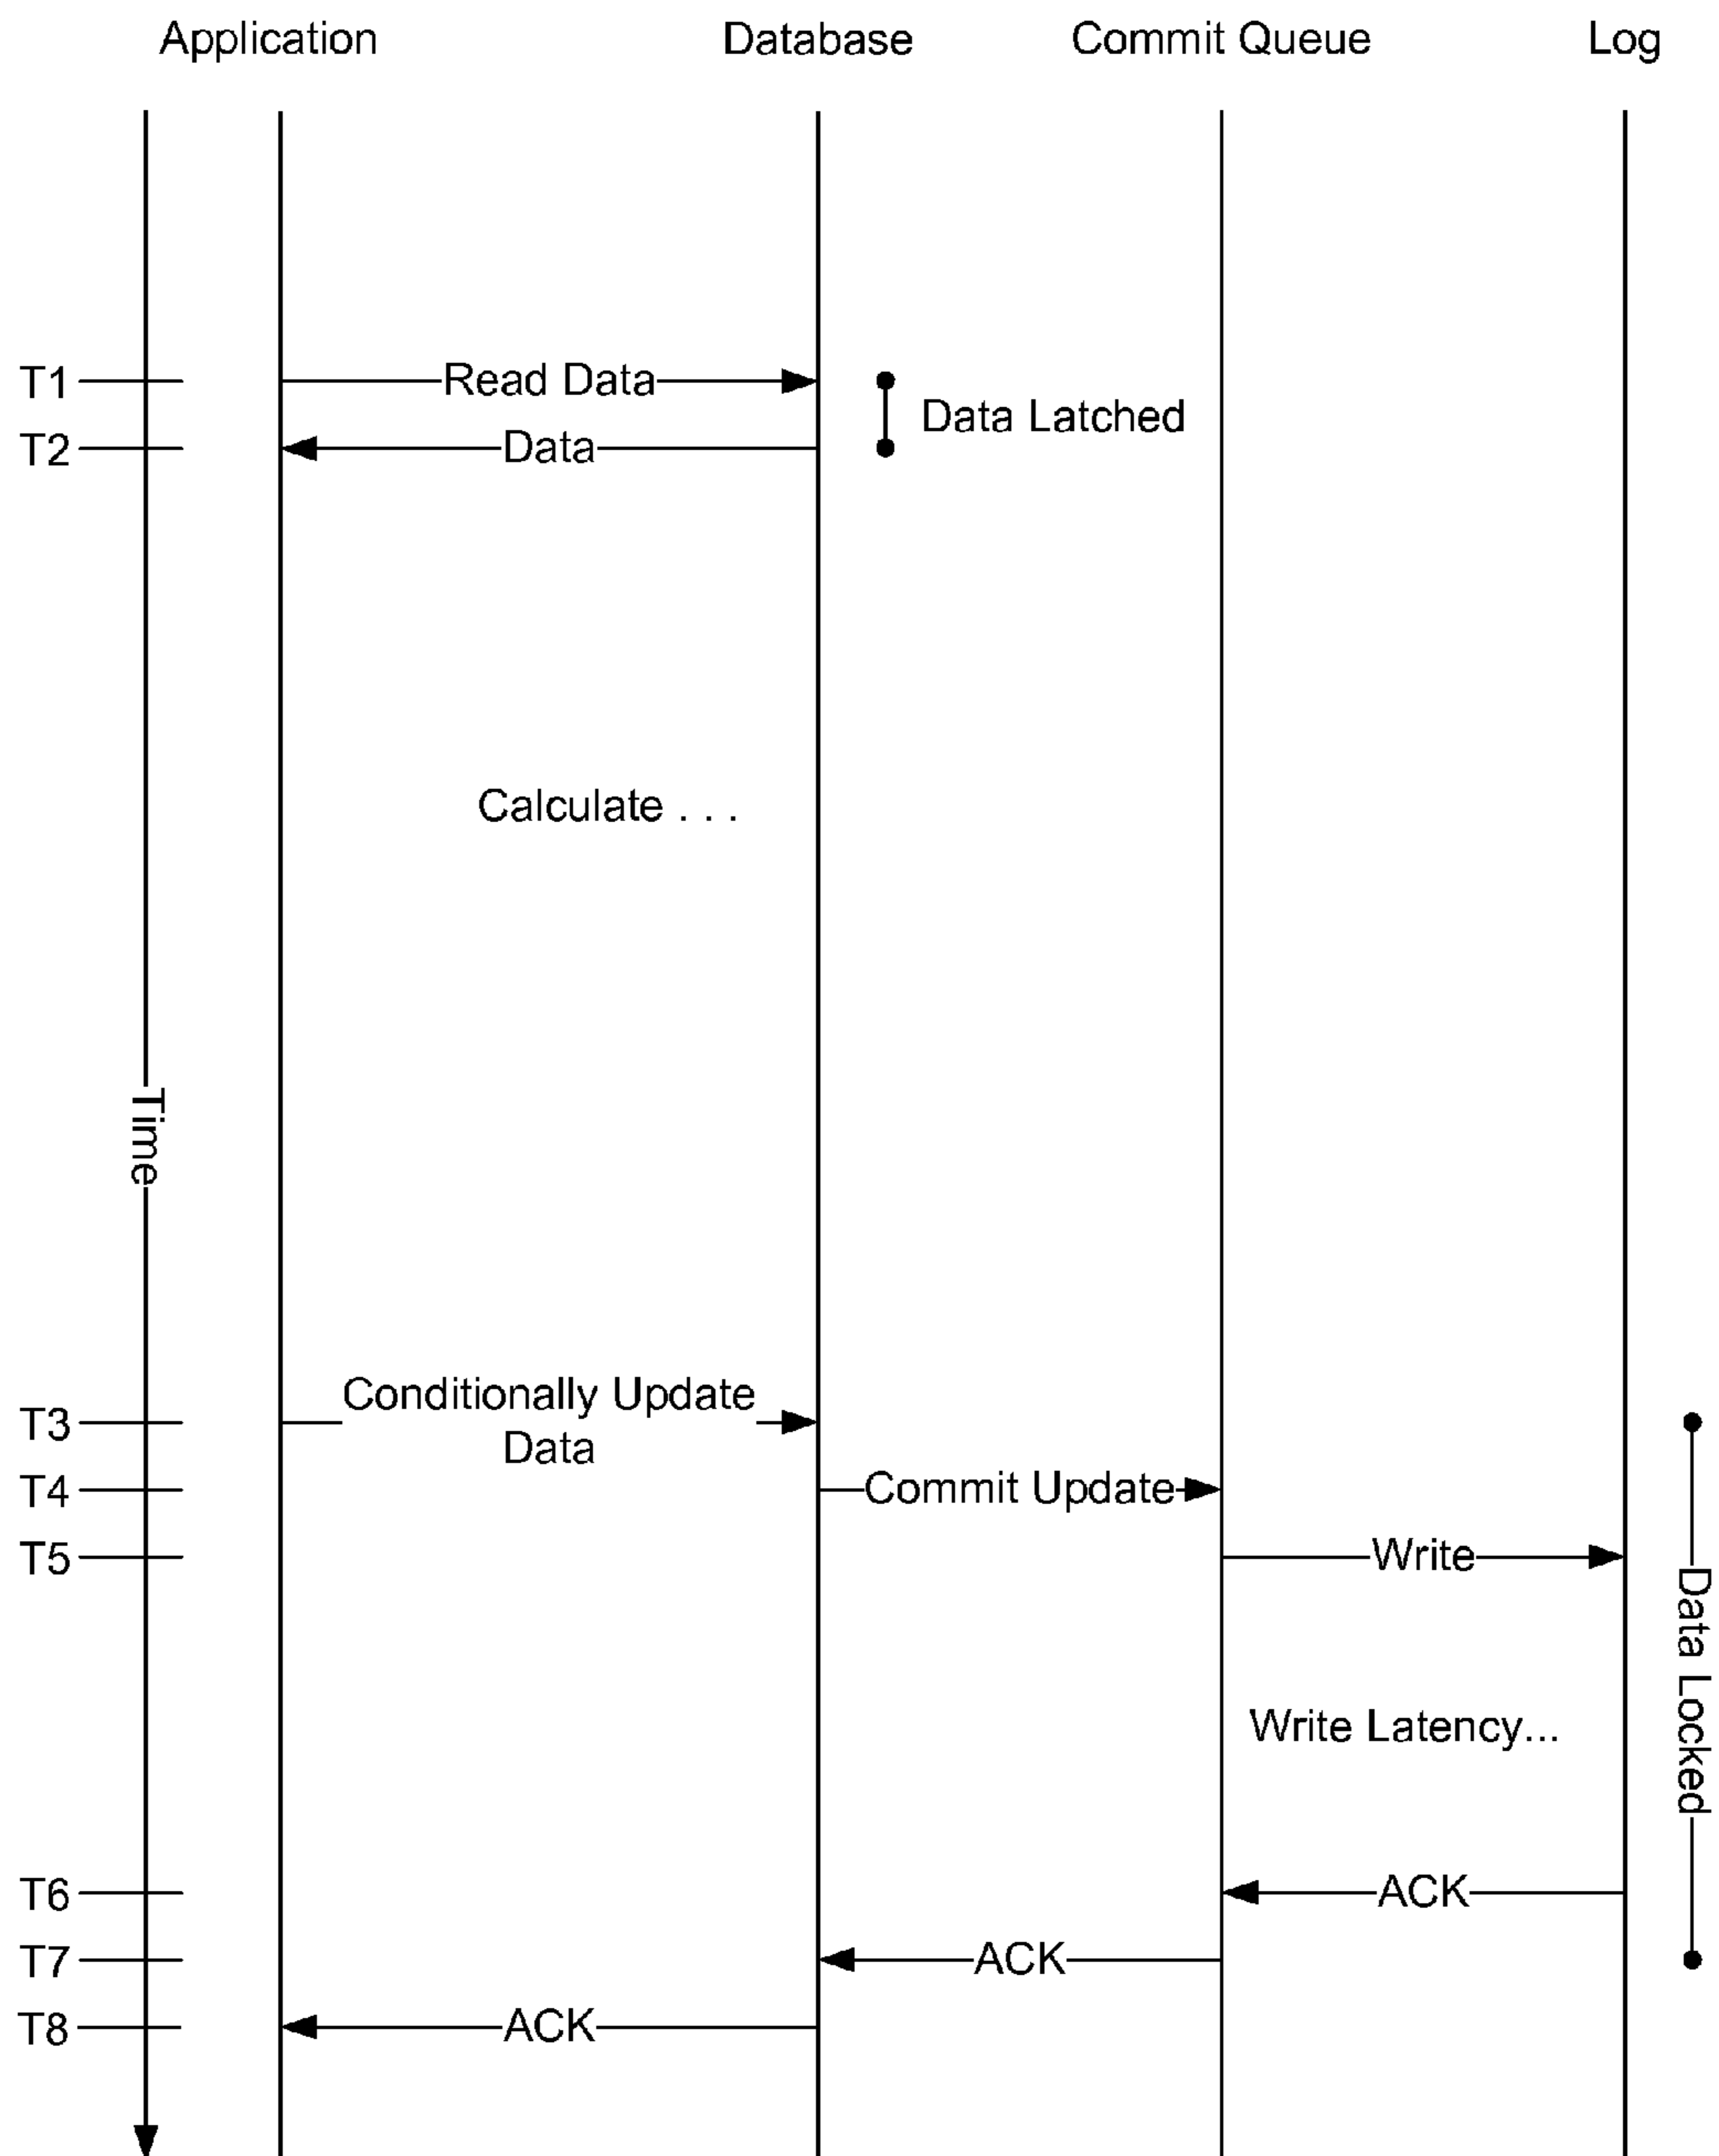 Application Database Commit Queue Log
T1 Read Data
Data Latched
T2 Data
Calculate . . .
Time
T3 Conditionally Update
Data
T4 Commit Update
T5 Write
Data Locked
Write Latency...
T6 ACK
T7 ACK
T8 ACK